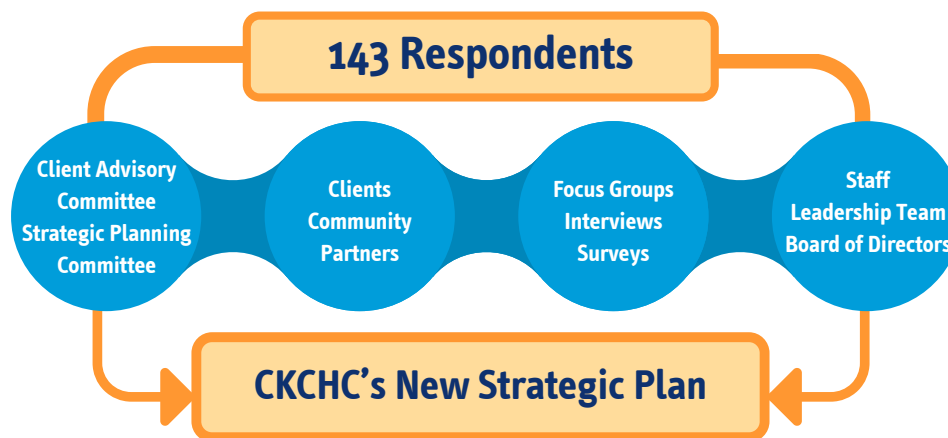 143 Respondents
Client Advisory
Committee
Strategic Planning
Committee
Clients
Community
Partners
Focus Groups
Interviews
Surveys
Staff
Leadership Team
Board of Directors
CKCHC’s New Strategic Plan